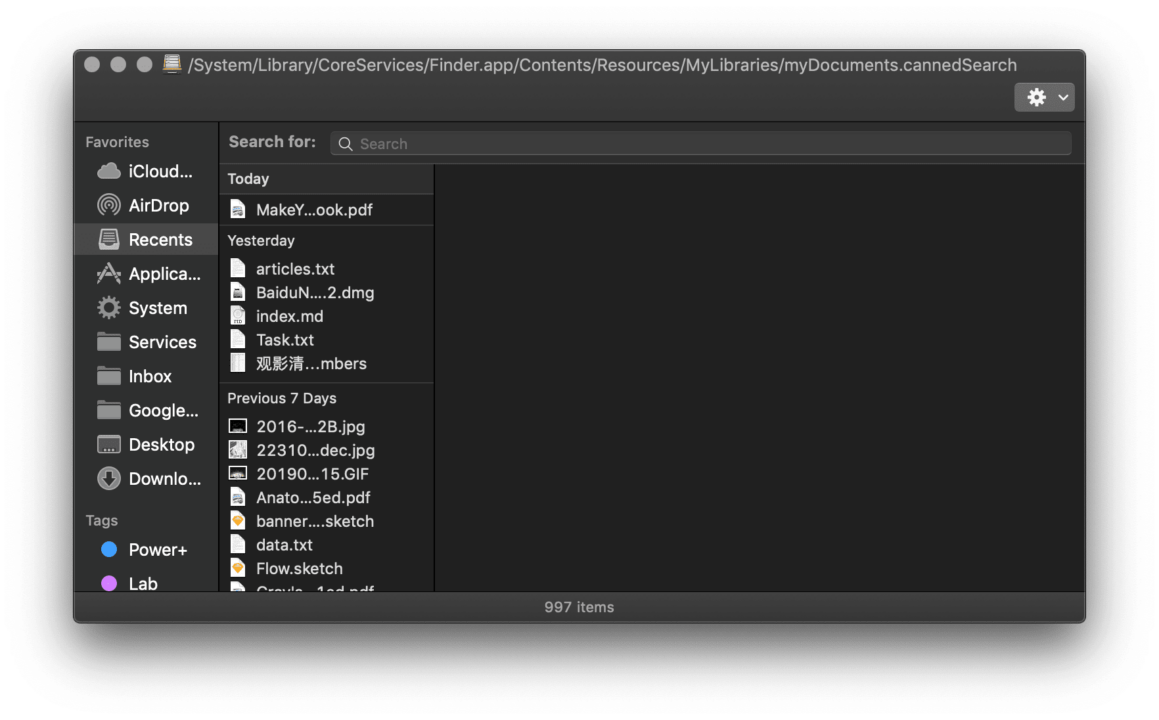 /System/Library/CoreServices/Finder.app/Contents/Resources/MyLibraries/myDocuments.cannedSearch
Favorites
iCloud...
AirDrop
Recents
Applica...
System
Services
Inbox
Google...
Desktop
Downlo...
Tags
Power+
Lab
Search for:
Search
Today
MakeY...ook.pdf
Yesterday
articles.txt
BaiduN....2.dmg
index.md
Task.txt
观影清...mbers
Previous 7 Days
2016-...2B.jpg
22310...dec.jpg
20190...15.GIF
Anato...5ed.pdf
banner....sketch
data.txt
Flow.sketch
Gray's...1ed.pdf
997 items